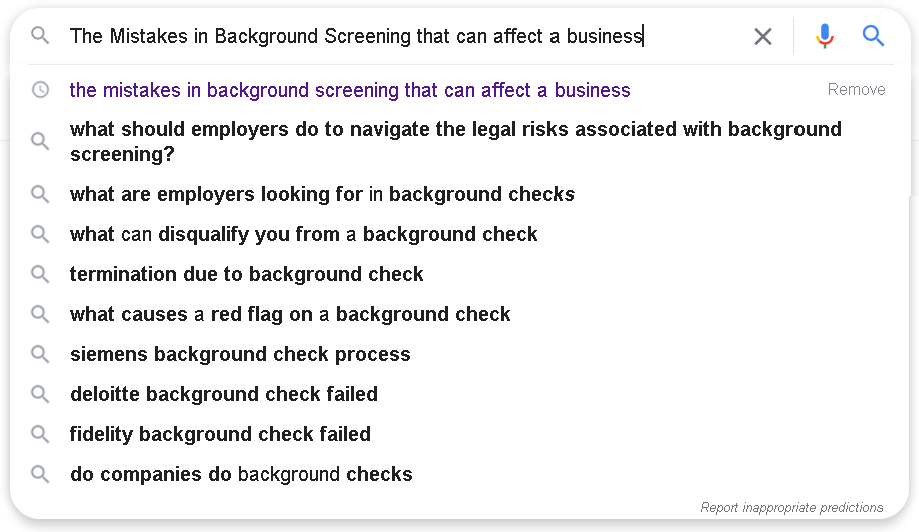 The Mistakes in Background Screening that can affect a business
the mistakes in background screening that can affect a business Remove
what should employers do to navigate the legal risks associated with background
screening?
what are employers looking for in background checks
what can disqualify you from a background check
termination due to background check
what causes a red flag on a background check
siemens background check process
deloitte background check failed
fidelity background check failed
do companies do background checks
Report inappropriate predictions